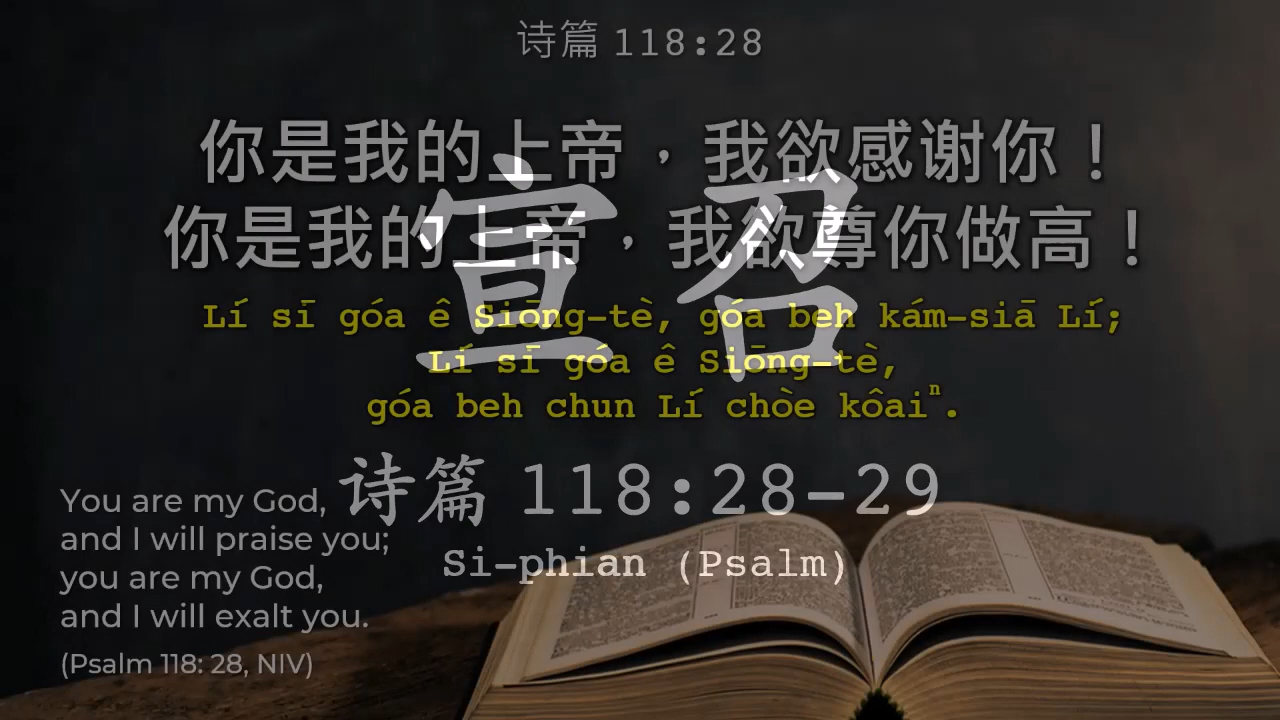 诗篇 118:28
你是我的上帝，我欲感谢你！
你是我的上帝，我欲尊你做高！
宣召
Lí sī góa ê Siōng-tè, góa beh kám-siā Lí;
Lí sī góa ê Siōng-tè,
góa beh chun Lí chòe kôaiⁿ.
诗篇 118:28-29
Si-phian (Psalm)
You are my God,
and I will praise you;
you are my God,
and I will exalt you.
(Psalm 118: 28, NIV)